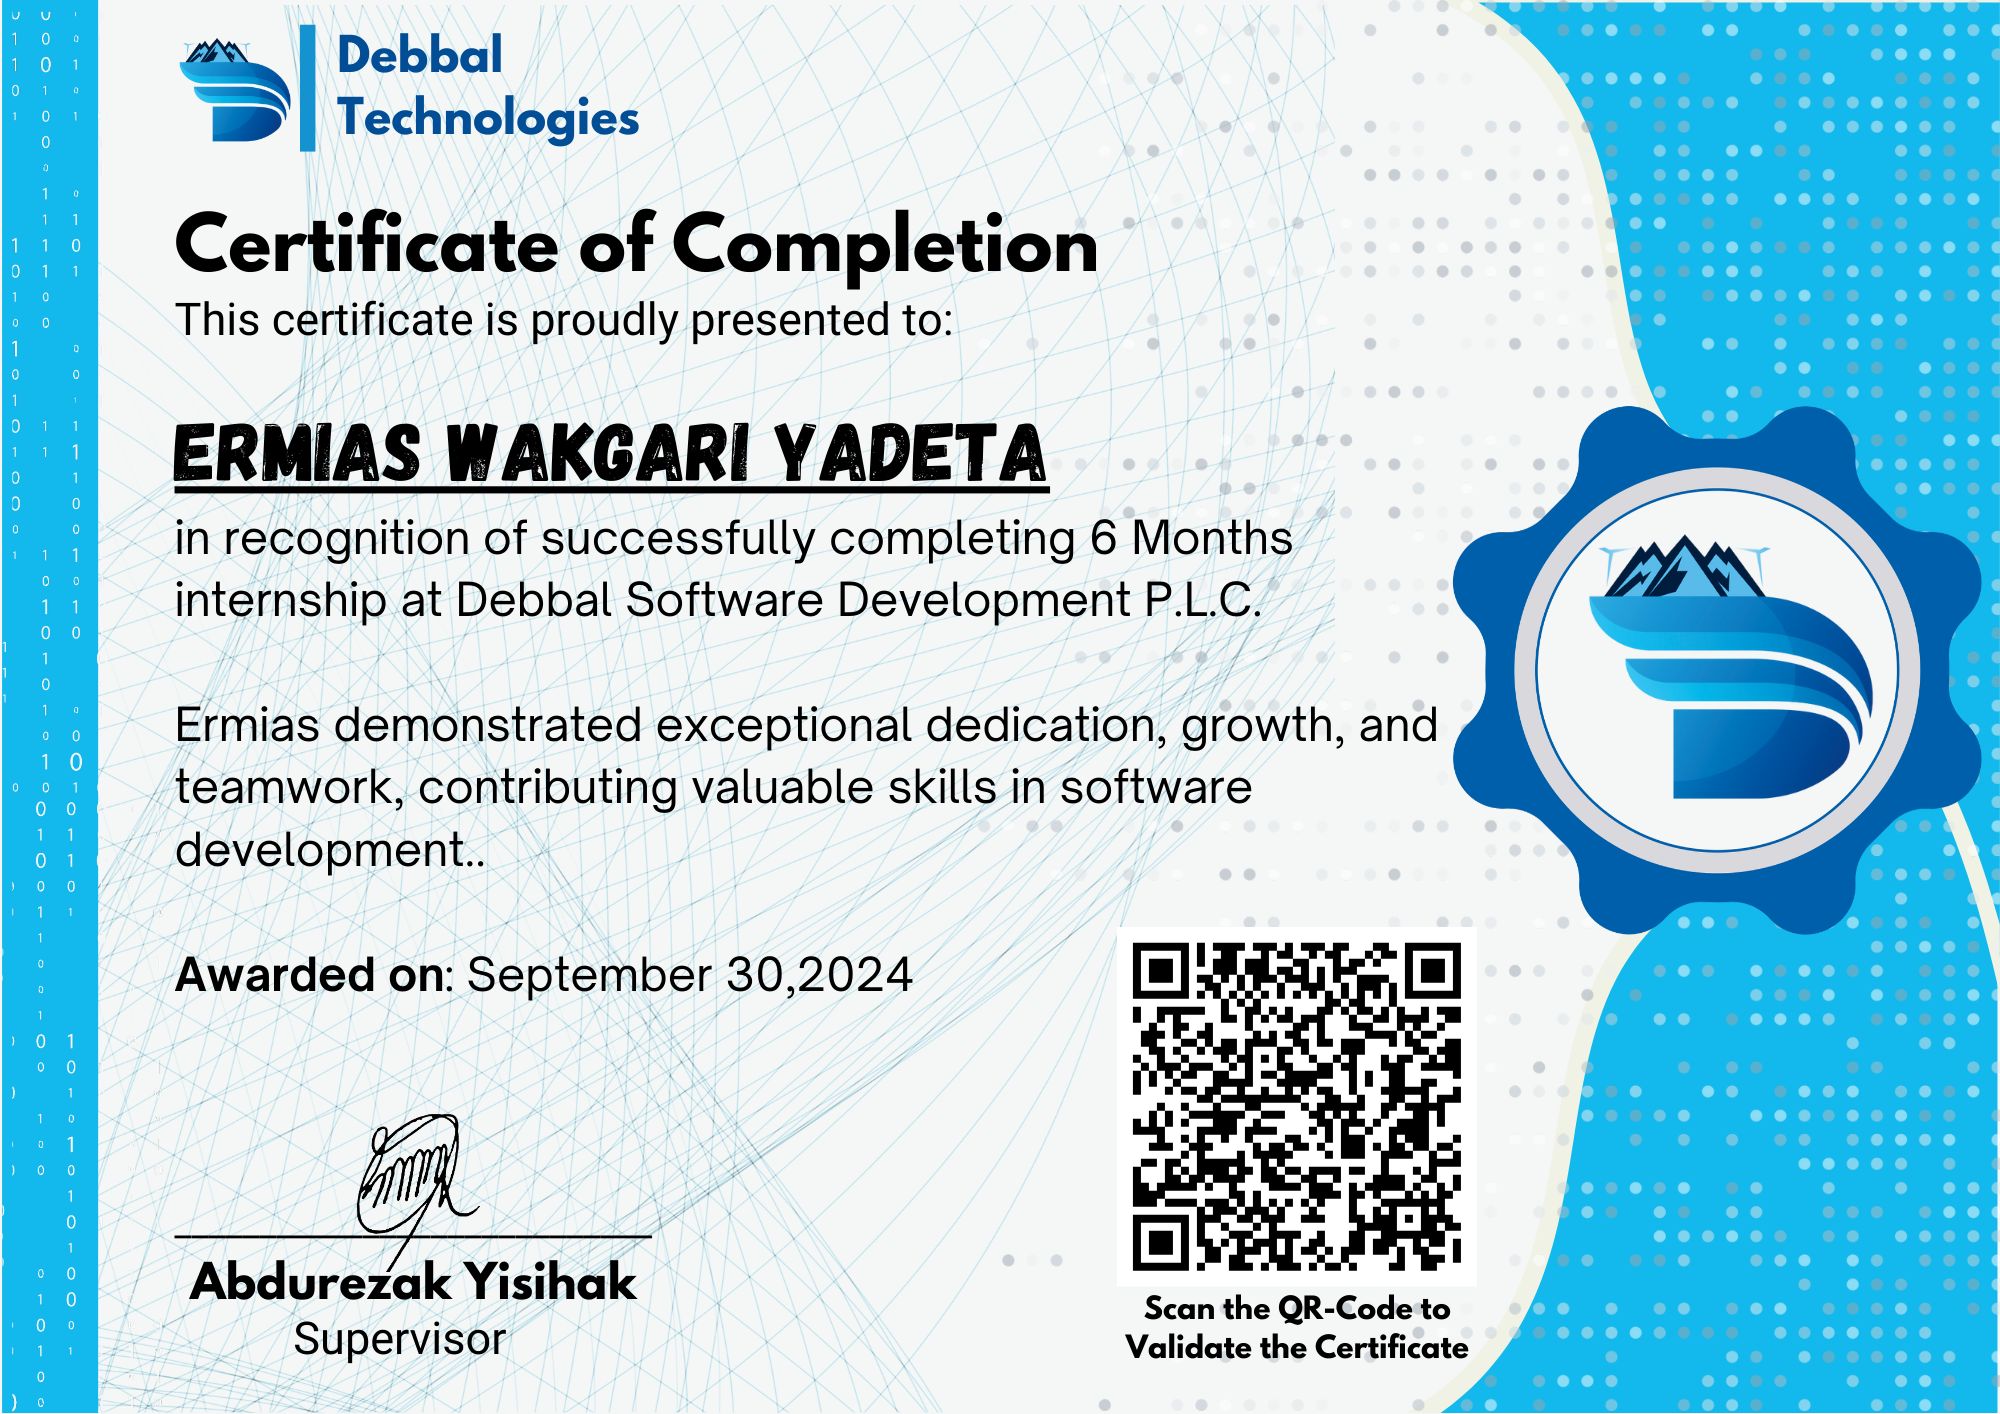 Debbal
Technologies
Certificate of Completion
This certificate is proudly presented to:
ERMIAS WAKGARI YADETA
in recognition of successfully completing 6 Months
internship at Debbal Software Development P.L.C.
Ermias demonstrated exceptional dedication, growth, and
teamwork, contributing valuable skills in software
development..
Awarded on: September 30,2024
Abdurezak Yisihak
Supervisor
Scan the QR-Code to
Validate the Certificate